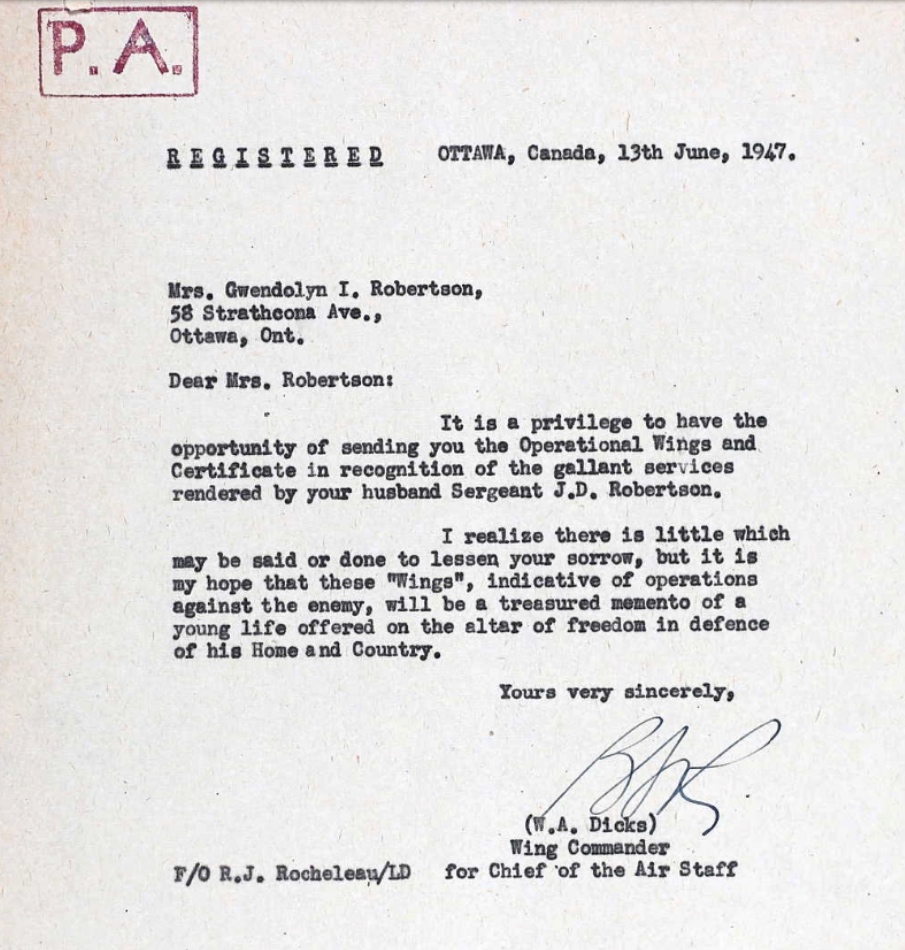 P.A.
REGISTERED OTTAWA, Canada, 13th June, 1947.
Mrs. Gwendolyn I. Robertson,
58 Strathcona Ave.,
Ottawa, Ont.
Dear Mrs. Robertson:
It is a privilege to have the
opportunity of sending you the Operational Wings and
Certificate in recognition of the gallant services
rendered by your husband Sergeant J.D. Robertson.
I realize there is little which
may be said or done to lessen your sorrow, but it is
my hope that these "Wings", indicative of operations
against the enemy, will be a treasured memento of a
young life offered on the altar of freedom in defence
of his Home and Country.
Yours very sincerely,
(W.A. Dicks)
Wing Commander
F/O R.J. Rocheleau/LD for Chief of the Air Staff